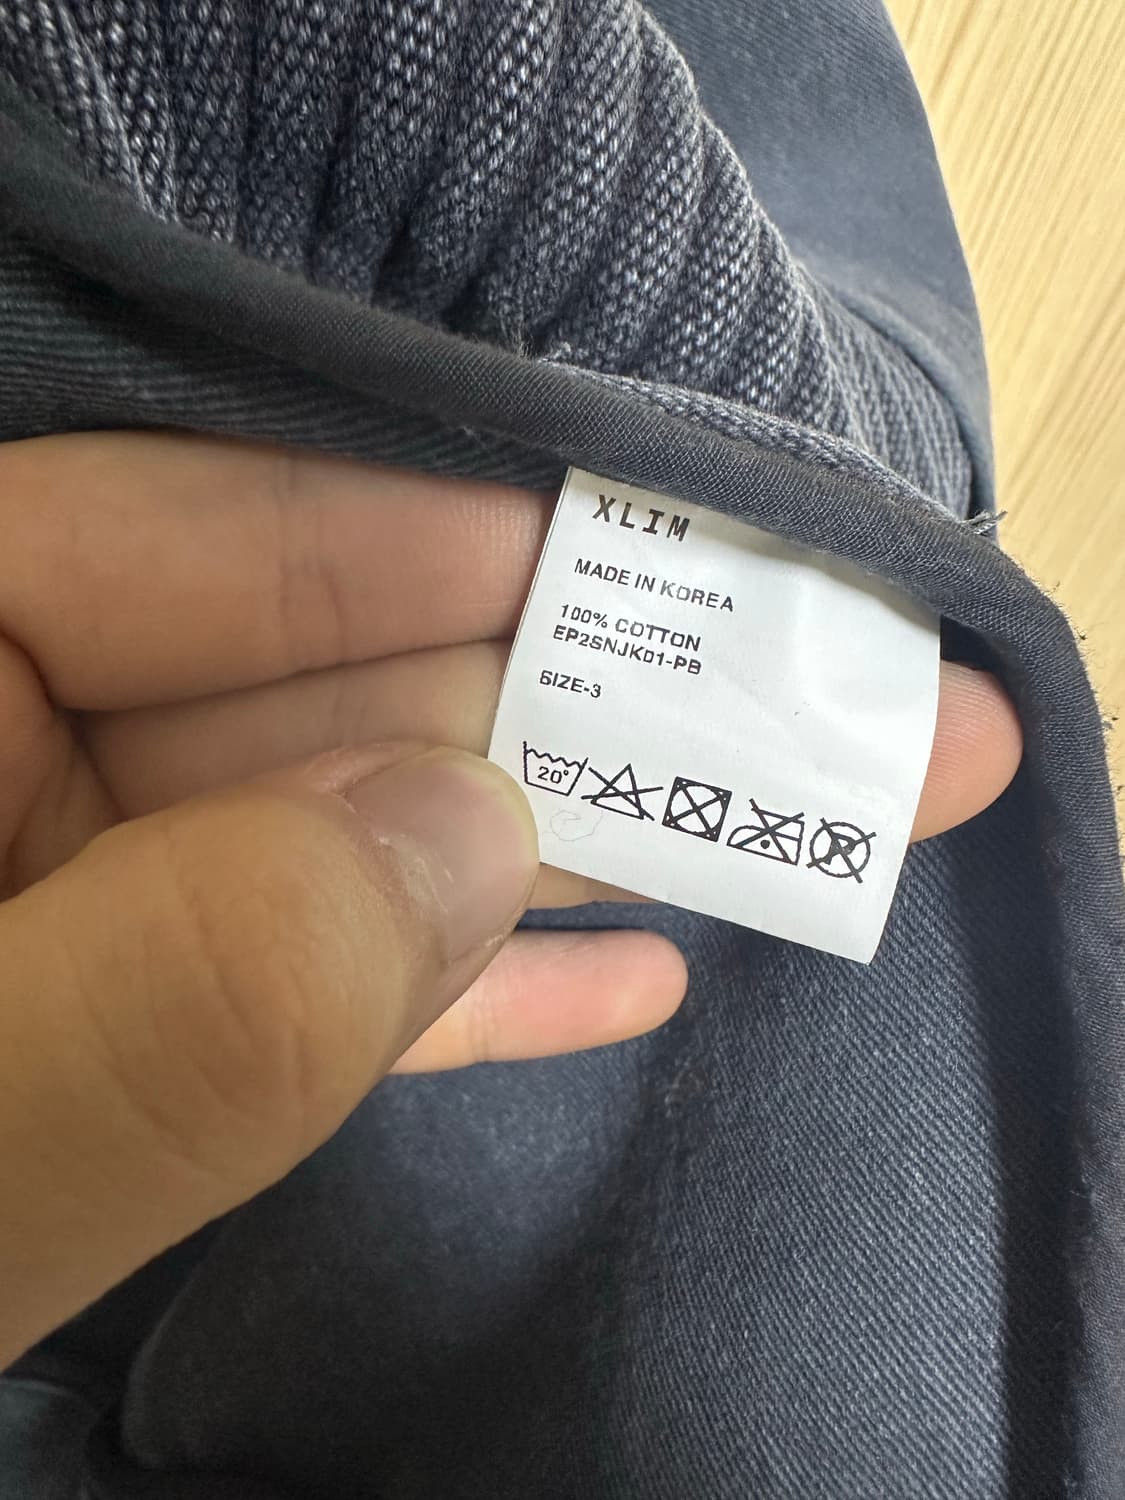 XLIM
MADE IN KOREA
100% COTTON
EP2SNJK01-PB
SIZE-3
20°
P